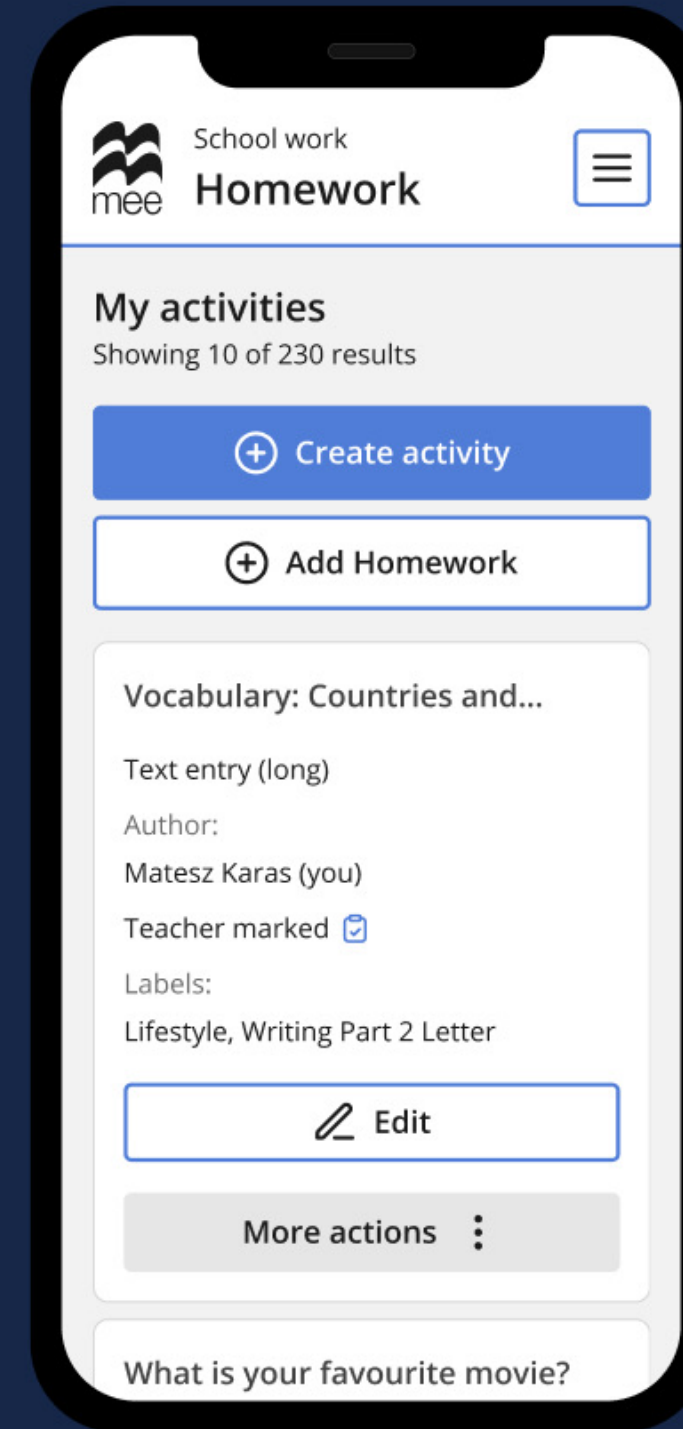 mee
School work
Homework
My activities
Showing 10 of 230 results
Create activity
Add Homework
Vocabulary: Countries and...
Text entry (long)
Author:
Matesz Karas (you)
Teacher marked
Labels:
Lifestyle, Writing Part 2 Letter
Edit
More actions
What is your favourite movie?